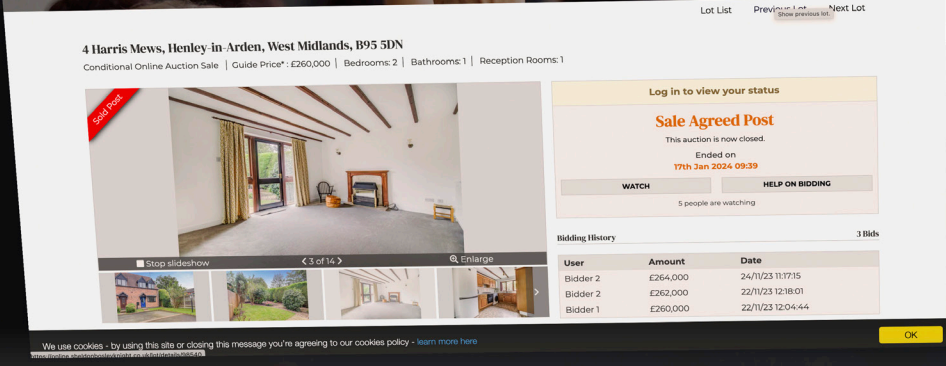 Lot List
Previous Lot
Next Lot
Show previous lot.
4 Harris Mews, Henley-in-Arden, West Midlands, B95 5DN
Conditional Online Auction Sale | Guide Price* : £260,000 | Bedrooms: 2 | Bathrooms: 1 | Reception Rooms: 1
Sold Post
Stop slideshow
3 of 14
Enlarge
Log in to view your status
Sale Agreed Post
This auction is now closed.
Ended on
17th Jan 2024 09:39
WATCH
HELP ON BIDDING
5 people are watching
Bidding History
3 Bids
User Amount Date
Bidder 2 £264,000 24/11/23 11:17:15
Bidder 2 £262,000 22/11/23 12:18:01
Bidder 1 £260,000 22/11/23 12:04:44
We use cookies - by using this site or closing this message you're agreeing to our cookies policy - learn more here
OK